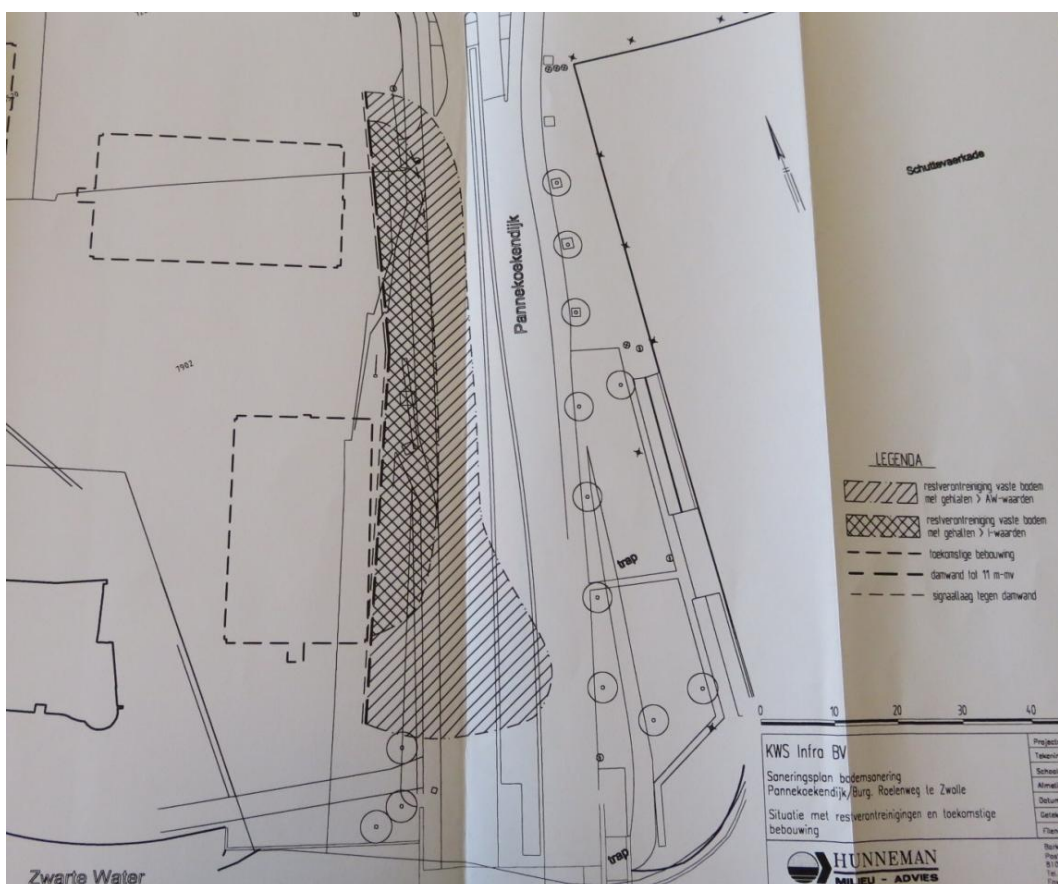 Schuttevaerkade
Pannekoekendijk
7902
trap
trap
Zwarte Water
LEGENDA
restverontreiniging vaste bodem
met gehlaten > AW-waarden
restverontreiniging vaste bodem
met gehalten > I-waarden
toekomstige bebouwing
damwand tot 11 m-mv
signaallaag tegen damwand
0 10 20 30 40
KWS Infra BV
Saneringsplan bodemsanering
Pannekoekendijk/Burg. Roelenweg te Zwolle
Situatie met restverontreinigingen en toekomstige
bebouwing
HUNNEMAN
MILIEU - ADVIES